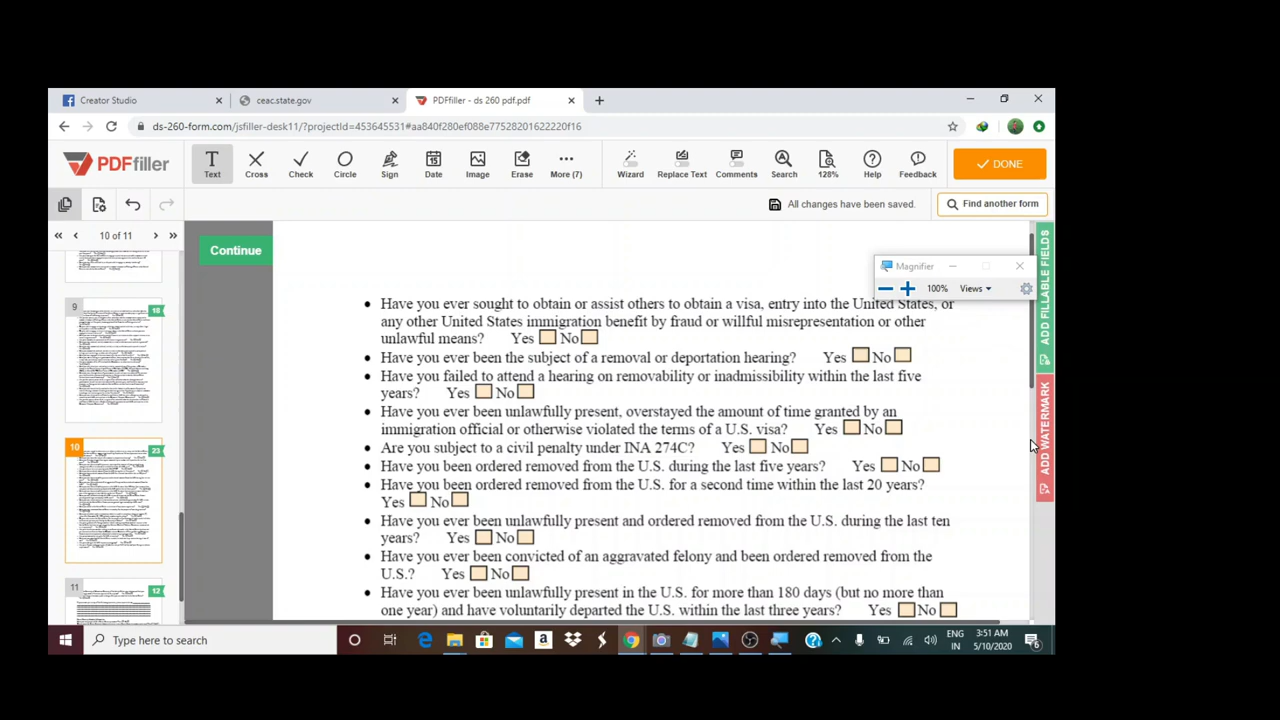 Creator Studio
ceac.state.gov
PDFfiller - ds 260 pdf.pdf
ds-260-form.com/jsfiller-desk11/?projectId=453645531#aa840f280ef088e77528201622220f16
PDFfiller
Text
Cross
Check
Circle
Sign
Date
Image
Erase
More (7)
Wizard
Replace Text
Comments
Search
128%
Help
Feedback
DONE
All changes have been saved.
Find another form
10 of 11
Continue
Magnifier
100%
Views
ADD FILLABLE FIELDS
ADD WATERMARK
9
18
10
23
11
12
• Have you ever sought to obtain or assist others to obtain a visa, entry into the United States, or
any other United States immigration benefit by fraud or willful misrepresentation or other
unlawful means? Yes No
• Have you ever been the subject of a removal or deportation hearing? Yes No
• Have you failed to attend a hearing on removability or inadmissibility within the last five
years? Yes No
• Have you ever been unlawfully present, overstayed the amount of time granted by an
immigration official or otherwise violated the terms of a U.S. visa? Yes No
• Are you subject to a civil penalty under INA 274C? Yes No
• Have you been ordered removed from the U.S. during the last five years? Yes No
• Have you been ordered removed from the U.S. for a second time within the last 20 years?
Yes No
• Have you ever been unlawfully present and ordered removed from the U.S. during the last ten
years? Yes No
• Have you ever been convicted of an aggravated felony and been ordered removed from the
U.S.? Yes No
• Have you ever been unlawfully present in the U.S. for more than 180 days (but no more than
one year) and have voluntarily departed the U.S. within the last three years? Yes No
Type here to search
ENG
IN
3:51 AM
5/10/2020
6